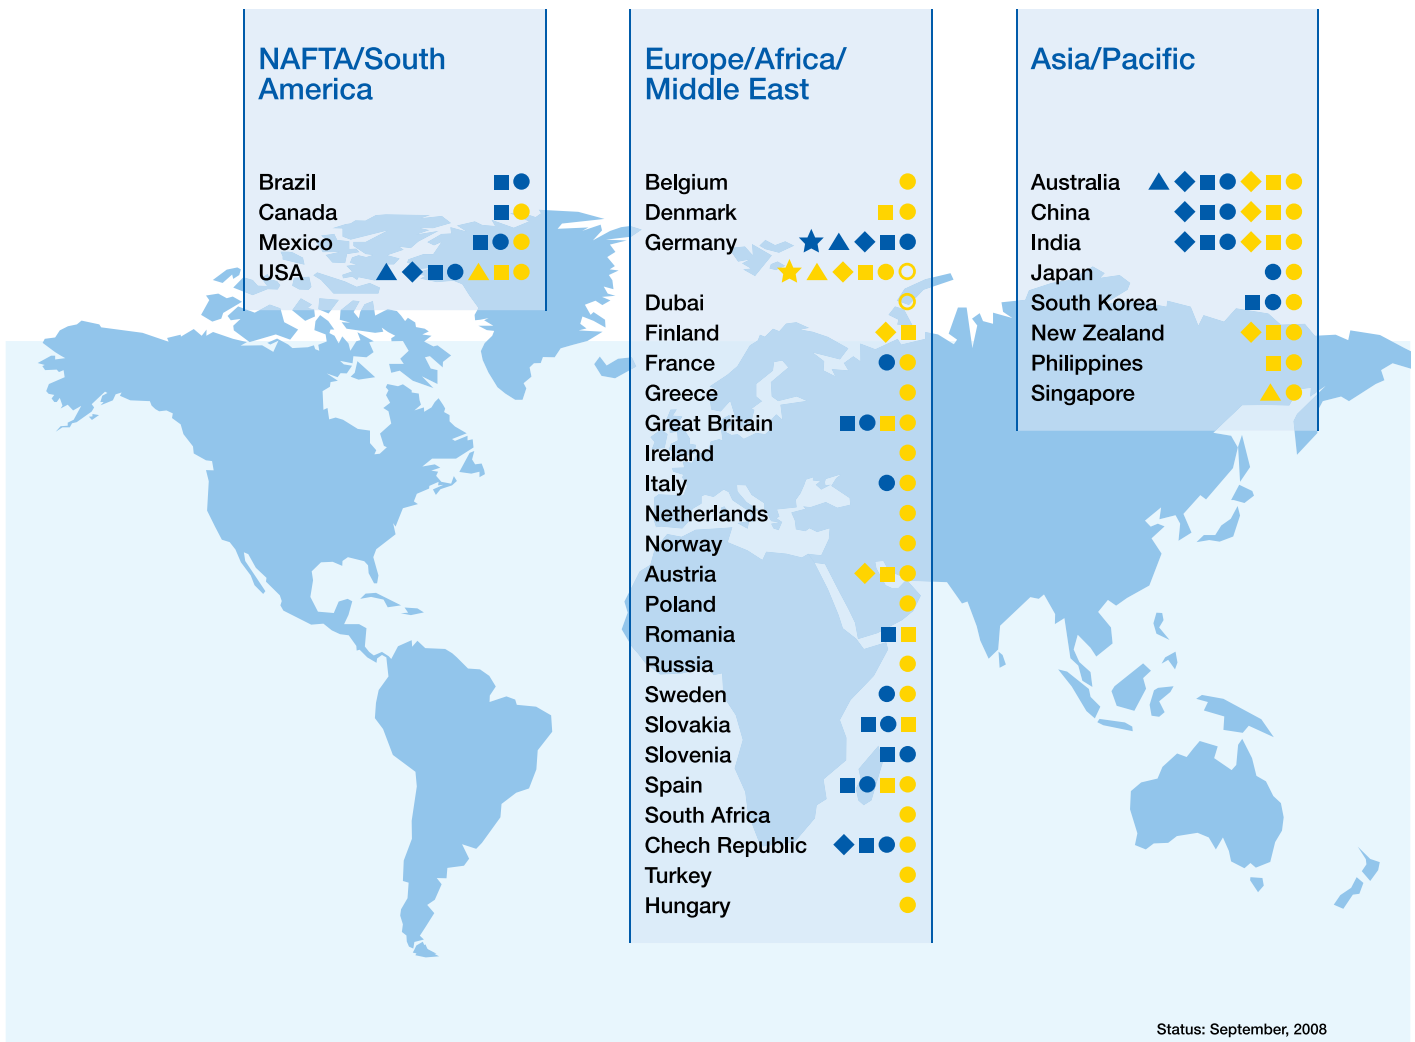 NAFTA/South
America
Brazil
Canada
Mexico
USA
Europe/Africa/
Middle East
Belgium
Denmark
Germany
Dubai
Finland
France
Greece
Great Britain
Ireland
Italy
Netherlands
Norway
Austria
Poland
Romania
Russia
Sweden
Slovakia
Slovenia
Spain
South Africa
Chech Republic
Turkey
Hungary
Asia/Pacific
Australia
China
India
Japan
South Korea
New Zealand
Philippines
Singapore
Status: September, 2008